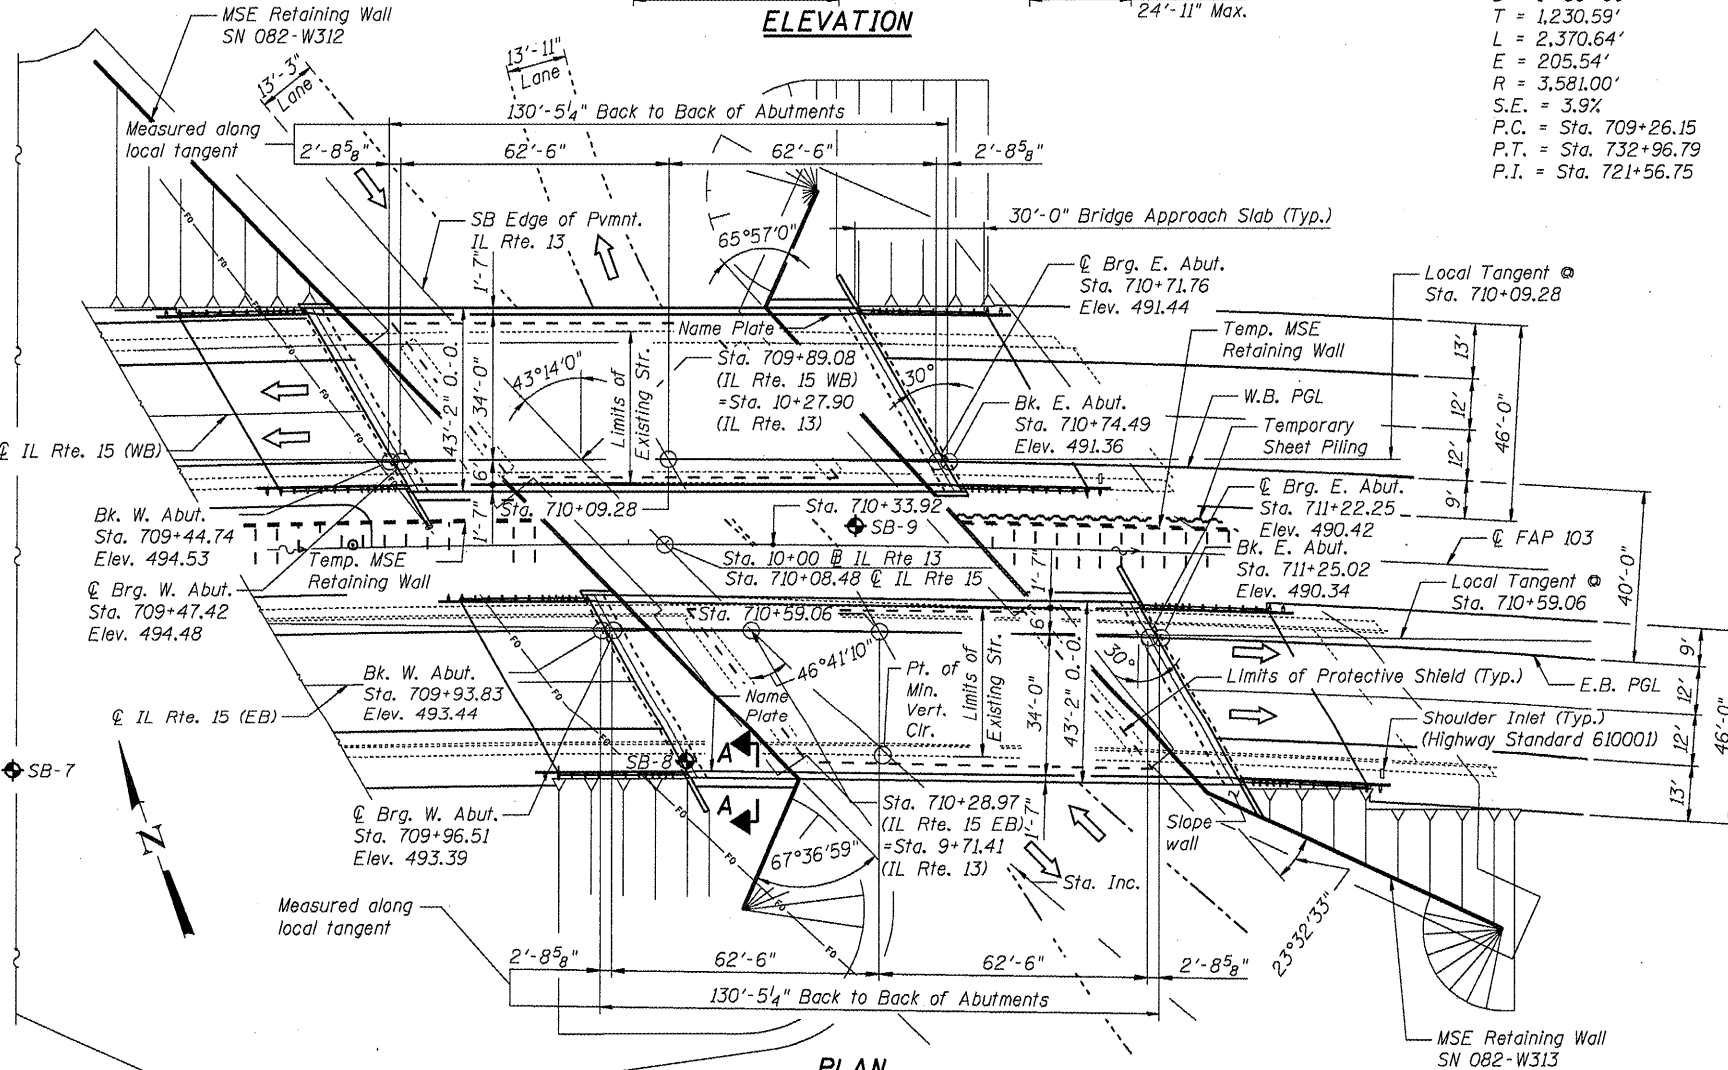 ELEVATION
24'-11" Max.
T = 1,230.59'
L = 2,370.64'
E = 205.54'
R = 3,581.00'
S.E. = 3.9%
P.C. = Sta. 709+26.15
P.T. = Sta. 732+96.79
P.I. = Sta. 721+56.75
MSE Retaining Wall
SN 082-W312
13'-3"
Lane
13'-11"
Lane
130'-5¼" Back to Back of Abutments
Measured along
local tangent
2'-8⅝"
62'-6"
62'-6"
2'-8⅝"
SB Edge of Pvmnt.
IL Rte. 13
65°57'0"
30'-0" Bridge Approach Slab (Typ.)
℄ Brg. E. Abut.
Sta. 710+71.76
Elev. 491.44
Local Tangent @
Sta. 710+09.28
1'-7"
Name Plate
Temp. MSE
Retaining Wall
43'-2" O.-O.
34'-0"
6'
1'-7"
43°14'0"
Limits of
Existing Str.
Sta. 709+89.08
(IL Rte. 15 WB)
=Sta. 10+27.90
(IL Rte. 13)
30°
Bk. E. Abut.
Sta. 710+74.49
Elev. 491.36
W.B. PGL
Temporary
Sheet Piling
13'
12'
12'
9'
46'-0"
℄ IL Rte. 15 (WB)
FO
FO
FO
FO
Bk. W. Abut.
Sta. 709+44.74
Elev. 494.53
Sta. 710+09.28
Sta. 710+33.92
SB-9
℄ Brg. E. Abut.
Sta. 711+22.25
Elev. 490.42
℄ FAP 103
Temp. MSE
Retaining Wall
Sta. 10+00 ⅊ IL Rte 13
Sta. 710+08.48 ℄ IL Rte 15
1'-7"
Bk. E. Abut.
Sta. 711+25.02
Elev. 490.34
Local Tangent @
Sta. 710+59.06
40'-0"
℄ Brg. W. Abut.
Sta. 709+47.42
Elev. 494.48
Sta. 710+59.06
6'
46°41'10"
Pt. of
Min.
Vert.
Clr.
Limits of
Existing Str.
34'-0"
43'-2" O.-O.
30°
Limits of Protective Shield (Typ.)
E.B. PGL
9'
12'
12'
13'
46'-0"
Bk. W. Abut.
Sta. 709+93.83
Elev. 493.44
℄ IL Rte. 15 (EB)
FO
FO
Name
Plate
Shoulder Inlet (Typ.)
(Highway Standard 610001)
SB-7
SB-8
A
A
N
℄ Brg. W. Abut.
Sta. 709+96.51
Elev. 493.39
FO
FO
FO
67°36'59"
Sta. 710+28.97
(IL Rte. 15 EB)
=Sta. 9+71.41
(IL Rte. 13)
1'-7"
Sta. Inc.
Slope
wall
2
23°32'33"
Measured along
local tangent
2'-8⅝"
62'-6"
62'-6"
2'-8⅝"
130'-5¼" Back to Back of Abutments
MSE Retaining Wall
SN 082-W313
PLAN